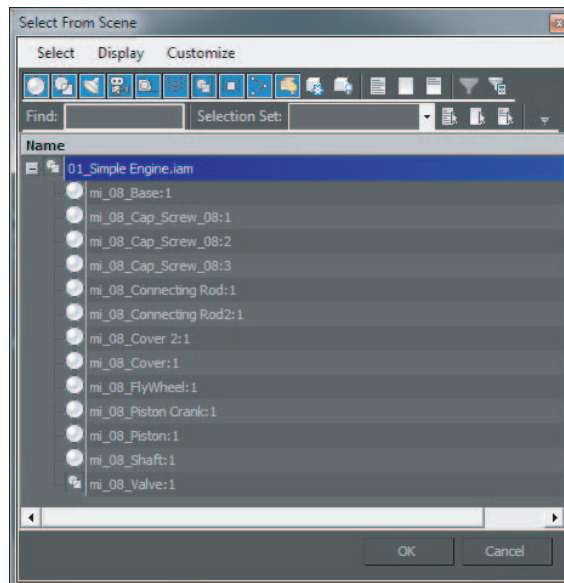 Select From Scene
Select Display Customize
Find: Selection Set:
Name
01_Simple Engine.iam
mi_08_Base:1
mi_08_Cap_Screw_08:1
mi_08_Cap_Screw_08:2
mi_08_Cap_Screw_08:3
mi_08_Connecting Rod:1
mi_08_Connecting Rod2:1
mi_08_Cover 2:1
mi_08_Cover:1
mi_08_FlyWheel:1
mi_08_Piston Crank:1
mi_08_Piston:1
mi_08_Shaft:1
mi_08_Valve:1
OK Cancel